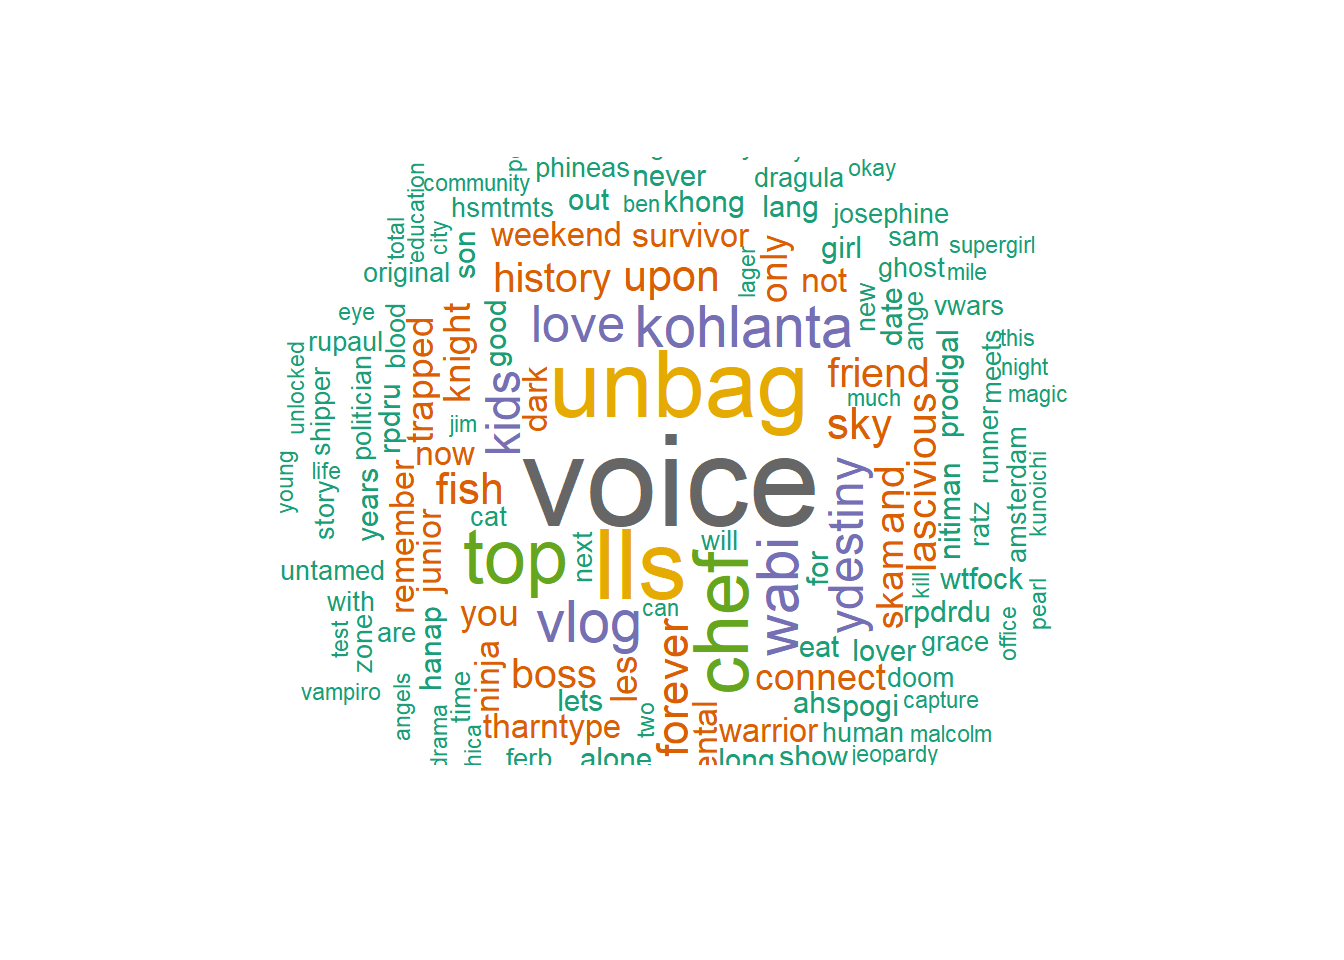 phineas
never
dragula
okay
community
hsmtmts
out
ben
khong
lang
josephine
education
total
city
son
weekend
survivor
girl
sam
supergirl
original
history
upon
lager
only
not
ghost
mile
eye
rupaul
blood
trapped
knight
good
love
kohlanta
new
date
ange
vwars
this
unlocked
shipper
politician
rpdru
jim
kids
dark
unbag
friend
much
prodigal
meets
night
magic
young
life
story
years
now
remember
fish
voice
sky
lascivious
runner
junior
cat
top
next
lls
will
chef
wabi
for
ydestiny
skam
and
nitiman
ratz
amsterdam
kunoichi
untamed
with
test
zone
are
hanap
you
vlog
can
kill
wtfock
rpdrdu
office
pearl
vampiro
angels
time
ninja
boss
les
forever
connect
eat
lover
grace
doom
drama
hica
tharntype
lets
two
ental
warrior
ahs
pogi
capture
human
malcolm
ferb
alone
long
show
jeopardy